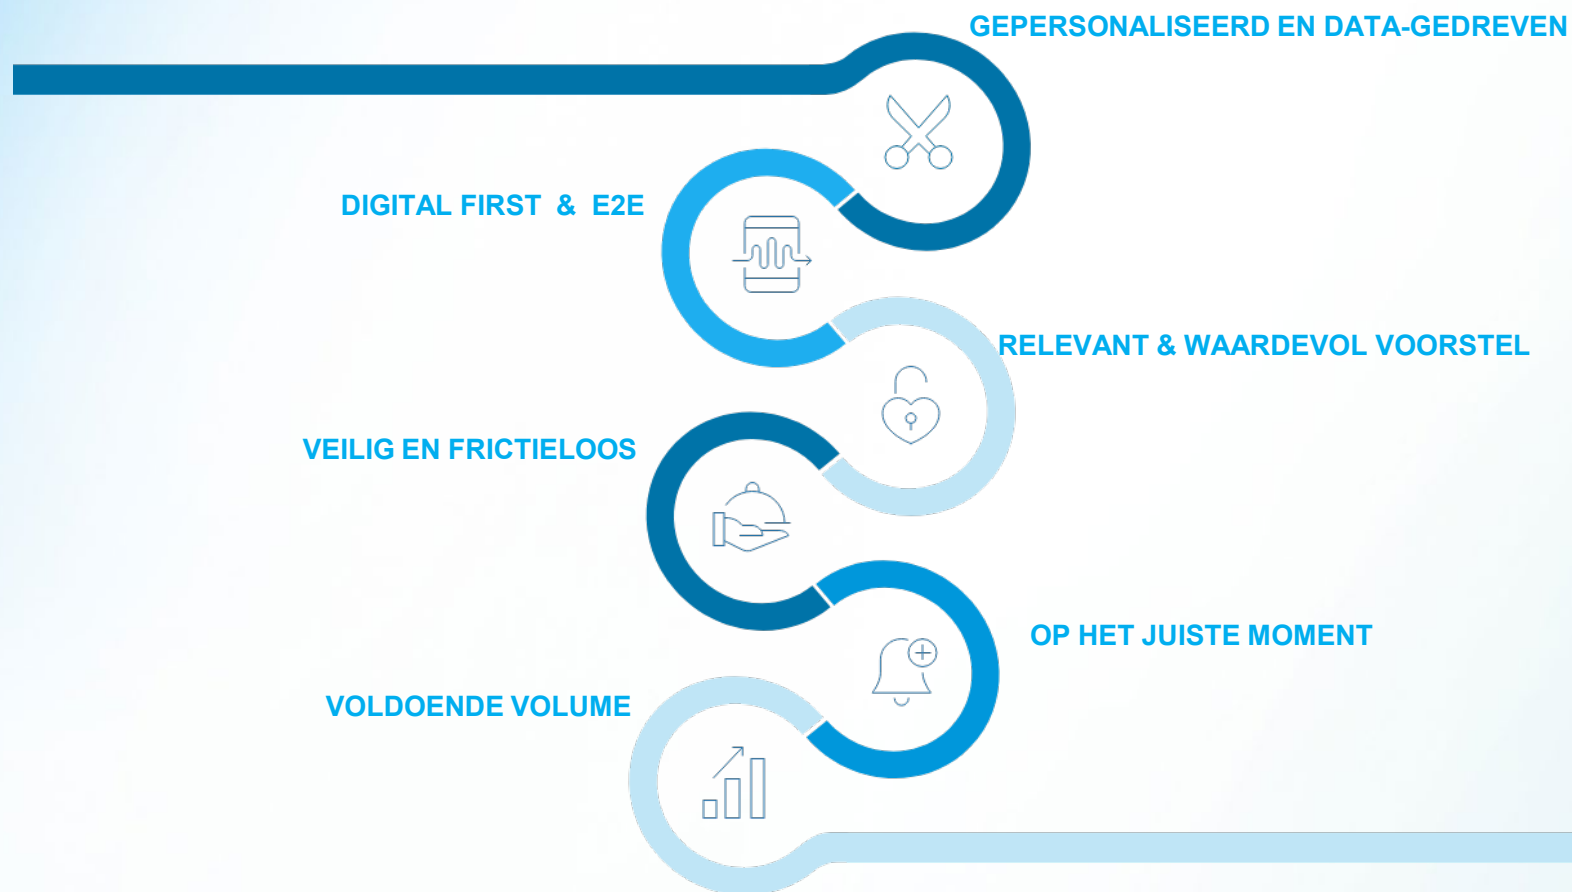 GEPERSONALISEERD EN DATA-GEDREVEN
DIGITAL FIRST & E2E
RELEVANT & WAARDEVOL VOORSTEL
VEILIG EN FRICTIELOOS
OP HET JUISTE MOMENT
VOLDOENDE VOLUME